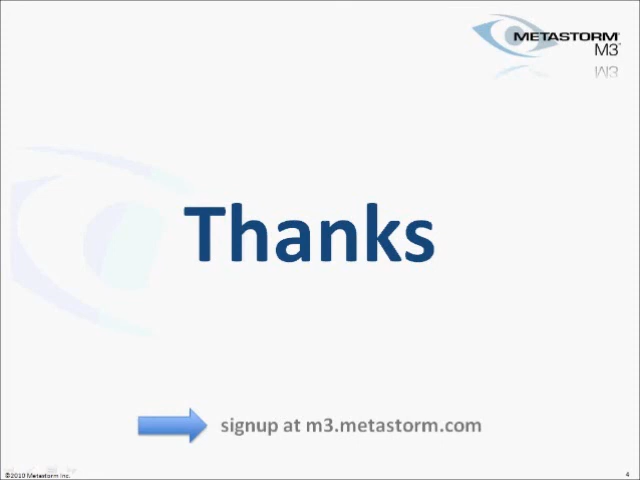 METASTORM
M3
Thanks
signup at m3.metastorm.com
©2010 Metastorm Inc.
4